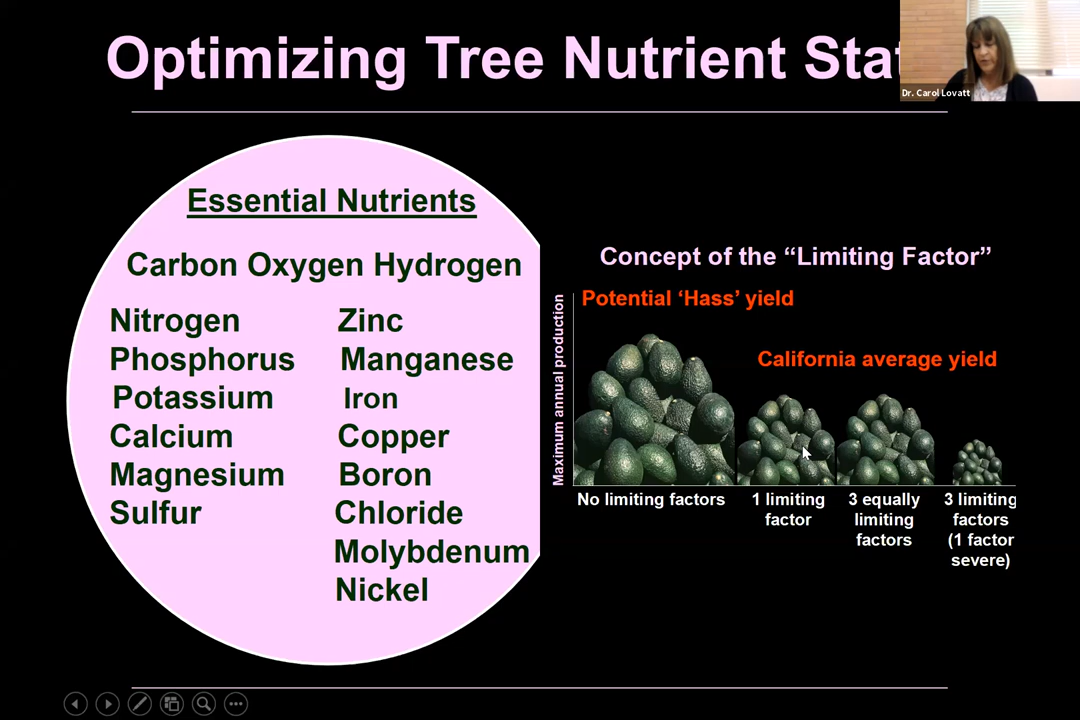 Optimizing Tree Nutrient Stat
Dr. Carol Lovatt
Essential Nutrients
Carbon Oxygen Hydrogen
Nitrogen
Phosphorus
Potassium
Calcium
Magnesium
Sulfur
Zinc
Manganese
Iron
Copper
Boron
Chloride
Molybdenum
Nickel
Concept of the “Limiting Factor”
Potential ‘Hass’ yield
California average yield
Maximum annual production
No limiting factors
1 limiting
factor
3 equally
limiting
factors
3 limiting
factors
(1 factor
severe)